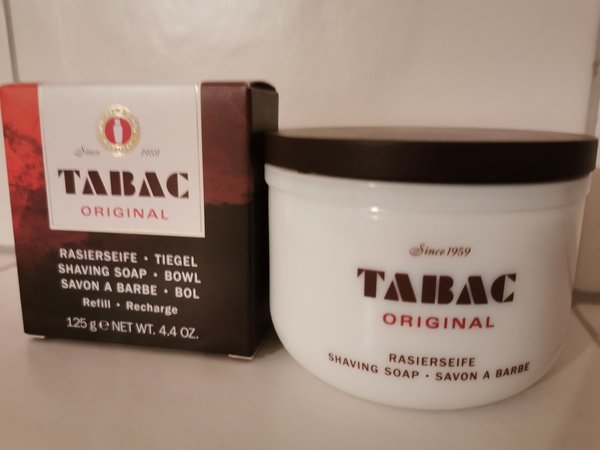 Since 1959
TABAC
ORIGINAL
RASIERSEIFE · TIEGEL
SHAVING SOAP · BOWL
SAVON A BARBE · BOL
Refill · Recharge
125 g ℮ NET WT. 4.4 OZ.
Since 1959
TABAC
ORIGINAL
RASIERSEIFE
SHAVING SOAP · SAVON A BARBE